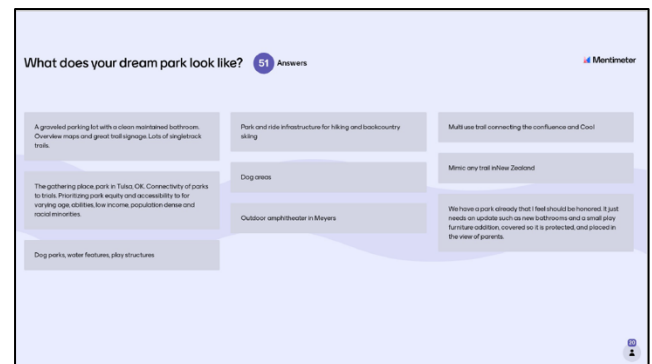 What does your dream park look like?
51
Answers
Mentimeter
A graveled parking lot with a clean maintained bathroom.
Overview maps and great trail signage. Lots of singletrack
trails.
The gathering place park in Tulsa, OK. Connectivity of parks
to trials. Prioritizing park equity and accessibility to for
varying age, abilities, low income, population dense and
racial minorities.
Dog parks, water features, play structures
Park and ride infrastructure for hiking and backcountry
skiing
Dog areas
Outdoor amphitheater in Meyers
Multi use trail connecting the confluence and Cool
Mimic any trail inNew Zealand
We have a park already that I feel should be honored. It just
needs an update such as new bathrooms and a small play
furniture addition, covered so it is protected, and placed in
the view of parents.
20